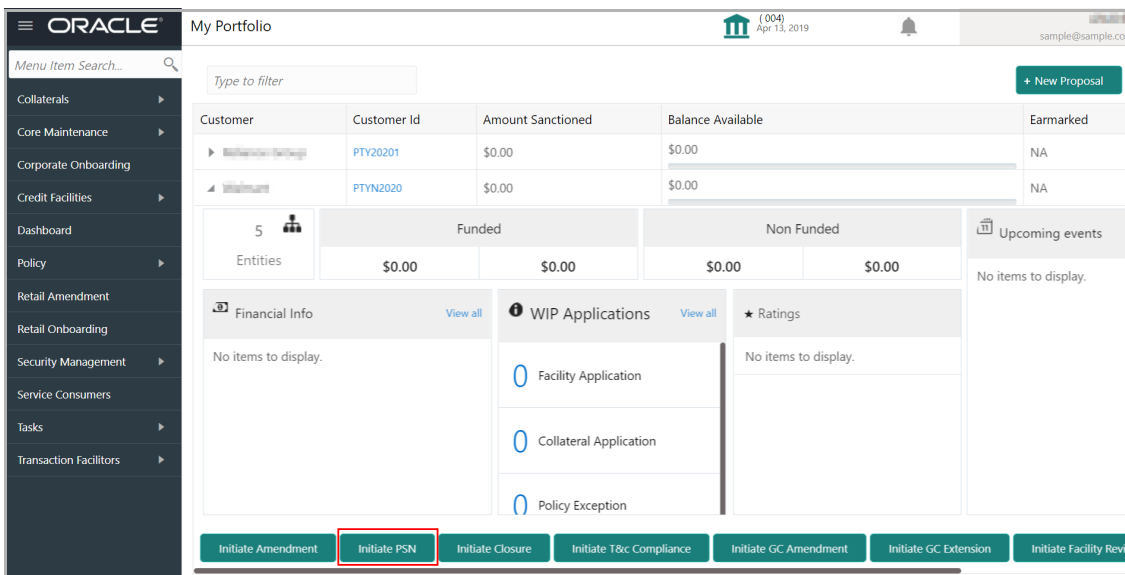 ORACLE
My Portfolio
(004)
Apr 13, 2019
sample@sample.co
Menu Item Search...
Collaterals
Core Maintenance
Corporate Onboarding
Credit Facilities
Dashboard
Policy
Retail Amendment
Retail Onboarding
Security Management
Service Consumers
Tasks
Transaction Facilitors
Type to filter
+ New Proposal
Customer Customer Id Amount Sanctioned Balance Available Earmarked
PTY20201 $0.00 $0.00 NA
PTYN2020 $0.00 $0.00 NA
5
Entities
Funded
$0.00 $0.00
Non Funded
$0.00 $0.00
11 Upcoming events
No items to display.
Financial Info View all
No items to display.
WIP Applications View all
0 Facility Application
0 Collateral Application
0 Policy Exception
Ratings
No items to display.
Initiate Amendment Initiate PSN Initiate Closure Initiate T&c Compliance Initiate GC Amendment Initiate GC Extension Initiate Facility Revi